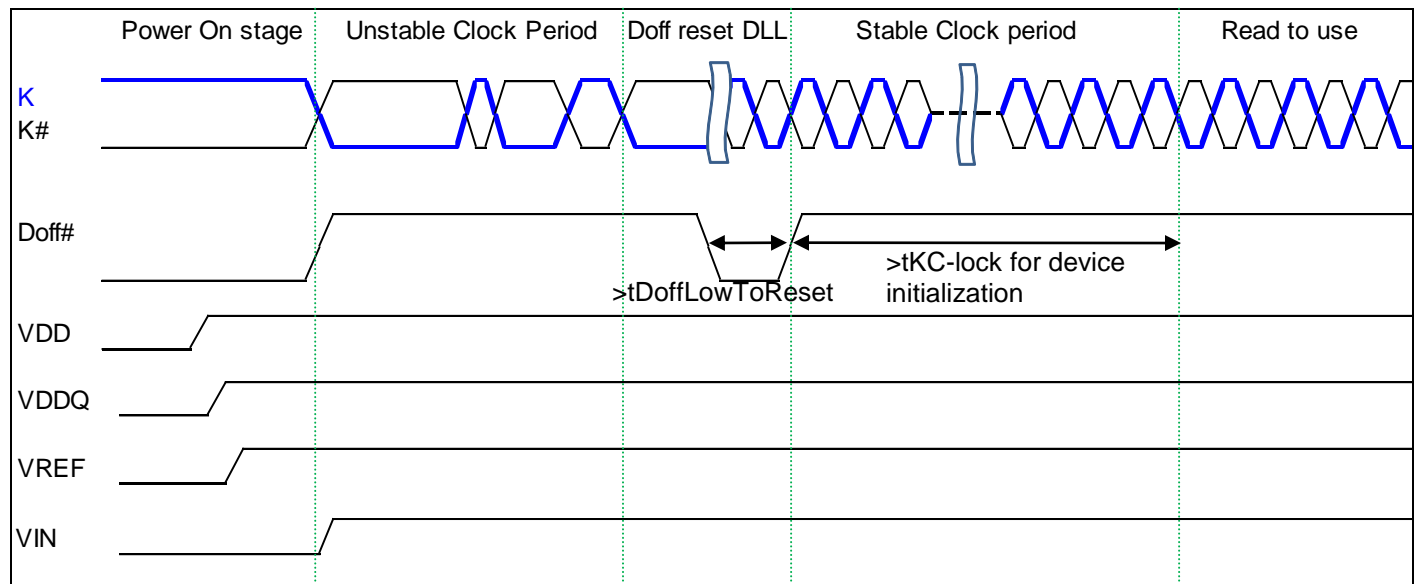 Power On stage
Unstable Clock Period
Doff reset DLL
Stable Clock period
Read to use
K
K#
Doff#
>tDoffLowToReset
>tKC-lock for device
initialization
VDD
VDDQ
VREF
VIN